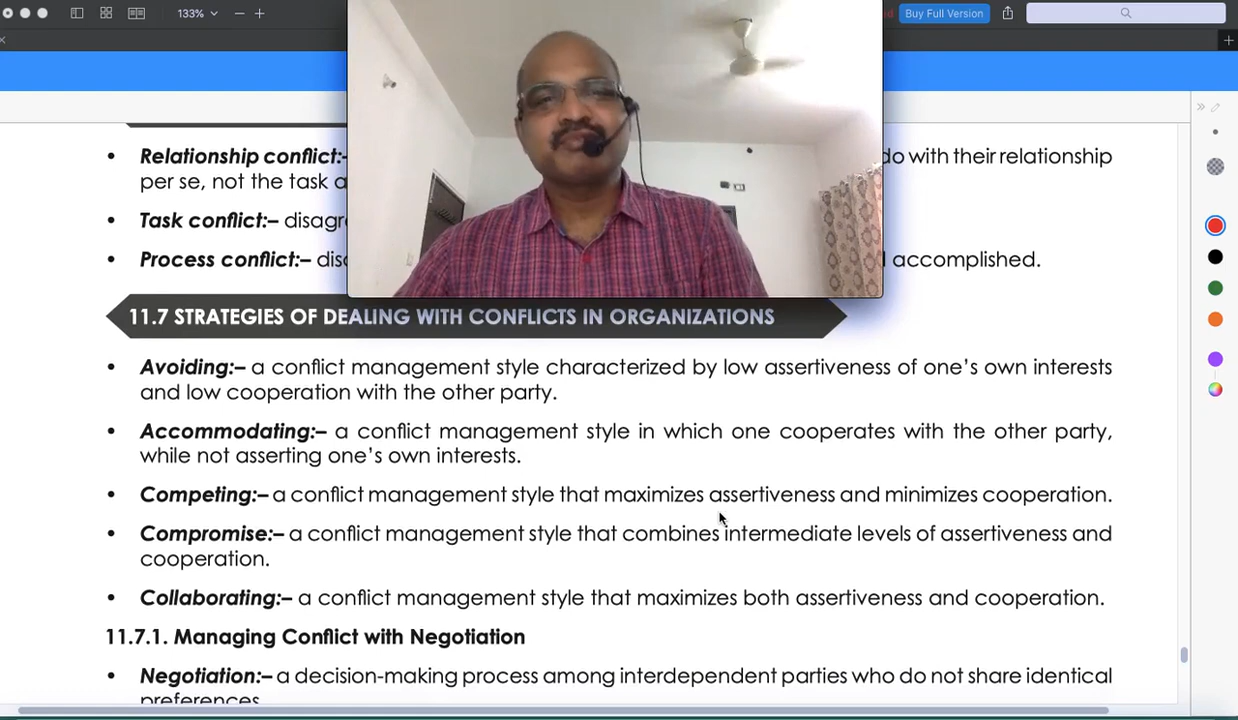 133%
Buy Full Version
Relationship conflict:–
do with their relationship
per se, not the task a
Task conflict:–
Process conflict:–
accomplished.
11.7 STRATEGIES OF DEALING WITH CONFLICTS IN ORGANIZATIONS
• Avoiding:– a conflict management style characterized by low assertiveness of one's own interests
and low cooperation with the other party.
• Accommodating:– a conflict management style in which one cooperates with the other party,
while not asserting one's own interests.
• Competing:– a conflict management style that maximizes assertiveness and minimizes cooperation.
• Compromise:– a conflict management style that combines intermediate levels of assertiveness and
cooperation.
• Collaborating:– a conflict management style that maximizes both assertiveness and cooperation.
11.7.1. Managing Conflict with Negotiation
• Negotiation:– a decision-making process among interdependent parties who do not share identical
preferences